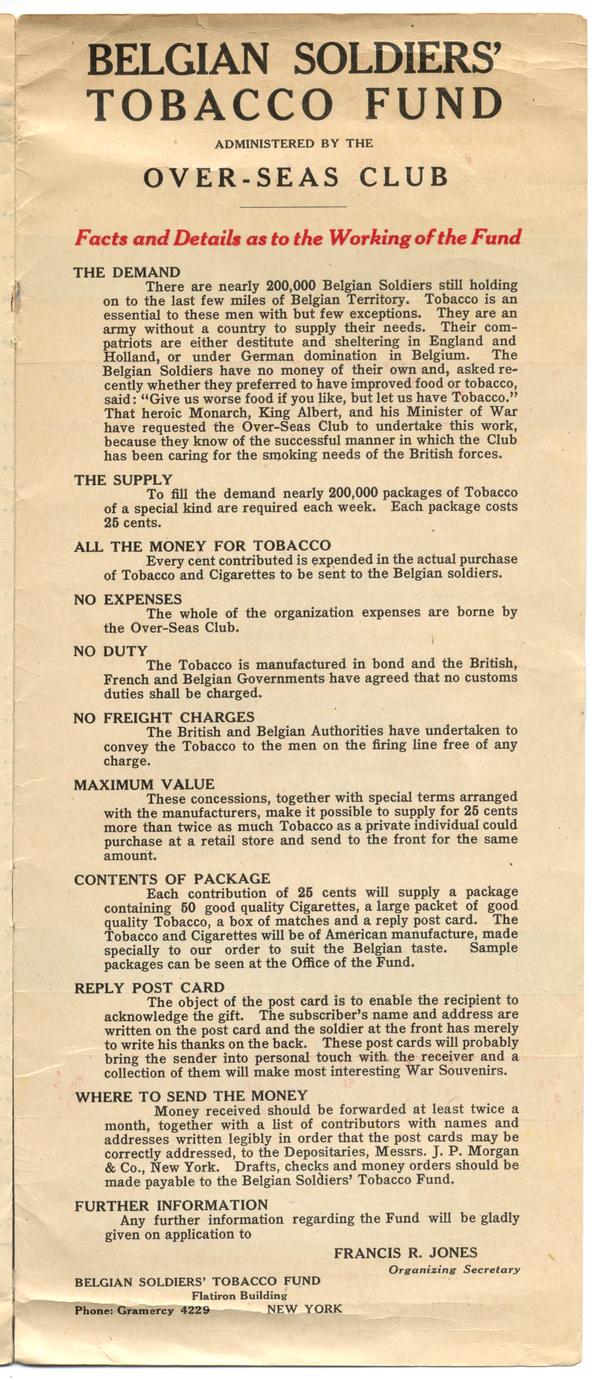 BELGIAN SOLDIERS'
TOBACCO FUND
ADMINISTERED BY THE
OVER-SEAS CLUB
Facts and Details as to the Working of the Fund
THE DEMAND
There are nearly 200,000 Belgian Soldiers still holding
on to the last few miles of Belgian Territory. Tobacco is an
essential to these men with but few exceptions. They are an
army without a country to supply their needs. Their com-
patriots are either destitute and sheltering in England and
Holland, or under German domination in Belgium. The
Belgian Soldiers have no money of their own and, asked re-
cently whether they preferred to have improved food or tobacco,
said: "Give us worse food if you like, but let us have Tobacco."
That heroic Monarch, King Albert, and his Minister of War
have requested the Over-Seas Club to undertake this work,
because they know of the successful manner in which the Club
has been caring for the smoking needs of the British forces.
THE SUPPLY
To fill the demand nearly 200,000 packages of Tobacco
of a special kind are required each week. Each package costs
25 cents.
ALL THE MONEY FOR TOBACCO
Every cent contributed is expended in the actual purchase
of Tobacco and Cigarettes to be sent to the Belgian soldiers.
NO EXPENSES
The whole of the organization expenses are borne by
the Over-Seas Club.
NO DUTY
The Tobacco is manufactured in bond and the British,
French and Belgian Governments have agreed that no customs
duties shall be charged.
NO FREIGHT CHARGES
The British and Belgian Authorities have undertaken to
convey the Tobacco to the men on the firing line free of any
charge.
MAXIMUM VALUE
These concessions, together with special terms arranged
with the manufacturers, make it possible to supply for 25 cents
more than twice as much Tobacco as a private individual could
purchase at a retail store and send to the front for the same
amount.
CONTENTS OF PACKAGE
Each contribution of 25 cents will supply a package
containing 50 good quality Cigarettes, a large packet of good
quality Tobacco, a box of matches and a reply post card. The
Tobacco and Cigarettes will be of American manufacture, made
specially to our order to suit the Belgian taste. Sample
packages can be seen at the Office of the Fund.
REPLY POST CARD
The object of the post card is to enable the recipient to
acknowledge the gift. The subscriber's name and address are
written on the post card and the soldier at the front has merely
to write his thanks on the back. These post cards will probably
bring the sender into personal touch with the receiver and a
collection of them will make most interesting War Souvenirs.
WHERE TO SEND THE MONEY
Money received should be forwarded at least twice a
month, together with a list of contributors with names and
addresses written legibly in order that the post cards may be
correctly addressed, to the Depositaries, Messrs. J. P. Morgan
& Co., New York. Drafts, checks and money orders should be
made payable to the Belgian Soldiers' Tobacco Fund.
FURTHER INFORMATION
Any further information regarding the Fund will be gladly
given on application to
FRANCIS R. JONES
Organizing Secretary
BELGIAN SOLDIERS' TOBACCO FUND
Flatiron Building
Phone: Gramercy 4229 NEW YORK